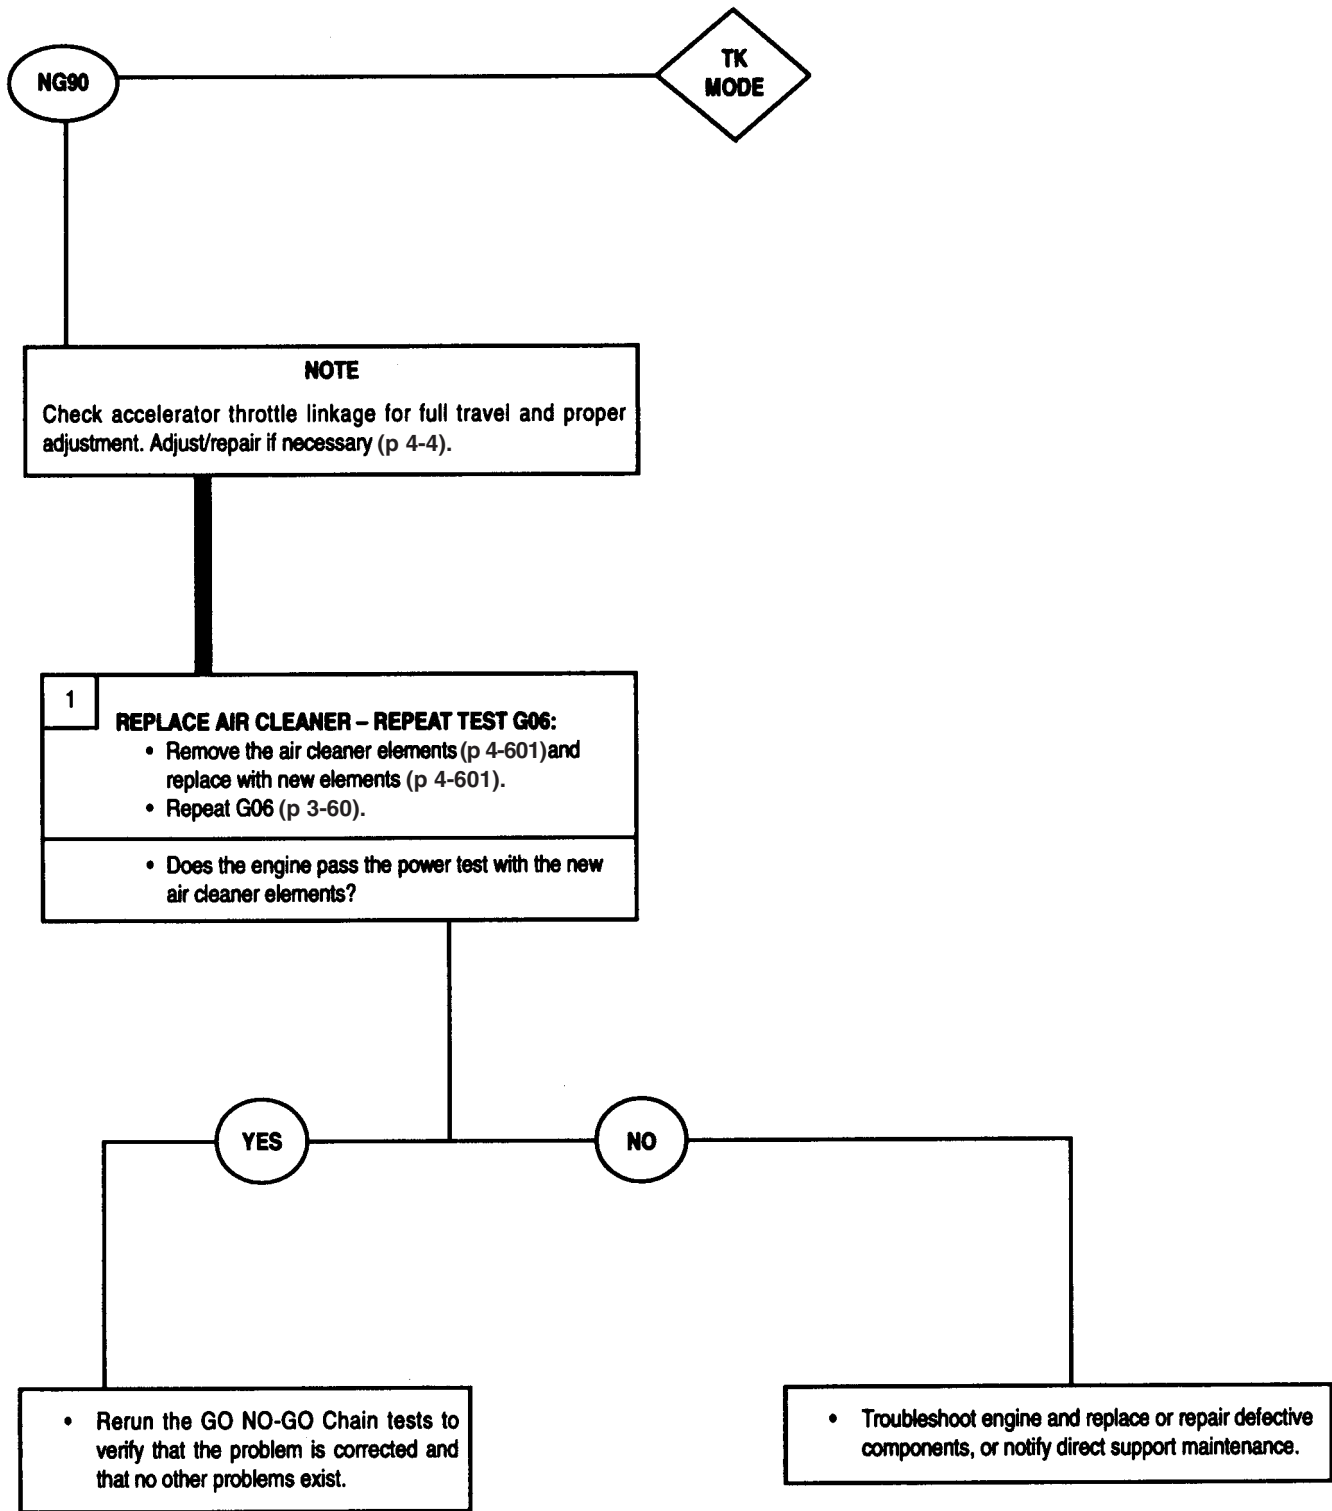 NG90
TK
MODE
NOTE
Check accelerator throttle linkage for full travel and proper
adjustment. Adjust/repair if necessary (p 4-4).
1
REPLACE AIR CLEANER – REPEAT TEST G06:
• Remove the air cleaner elements (p 4-601)and
replace with new elements (p 4-601).
• Repeat G06 (p 3-60).
• Does the engine pass the power test with the new
air cleaner elements?
YES
NO
• Rerun the GO NO-GO Chain tests to
verify that the problem is corrected and
that no other problems exist.
• Troubleshoot engine and replace or repair defective
components, or notify direct support maintenance.